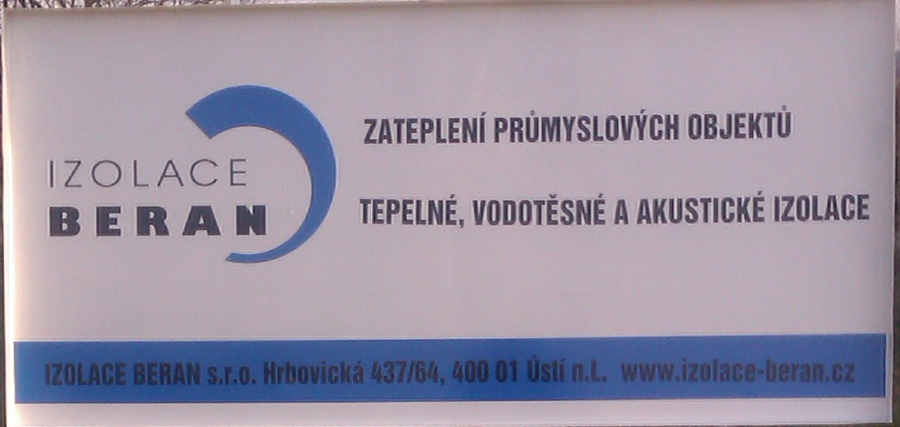 IZOLACE
BERAN
ZATEPLENÍ PRŮMYSLOVÝCH OBJEKTŮ
TEPELNÉ, VODOTĚSNÉ A AKUSTICKÉ IZOLACE
IZOLACE BERAN s.r.o. Hrbovická 437/64, 400 01 Ústí n.L. www.izolace-beran.cz